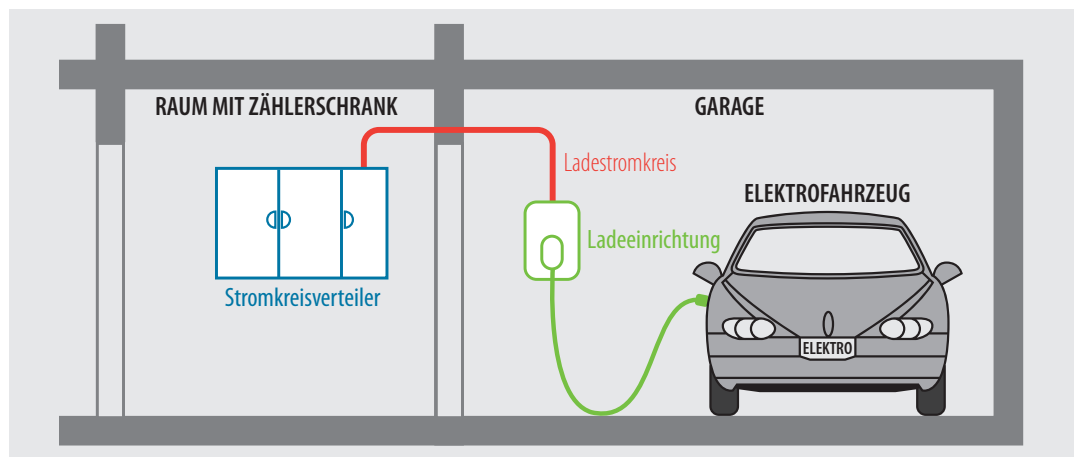 RAUM MIT ZÄHLERSCHRANK
GARAGE
Ladestromkreis
ELEKTROFAHRZEUG
Ladeeinrichtung
Stromkreisverteiler
ELEKTRO